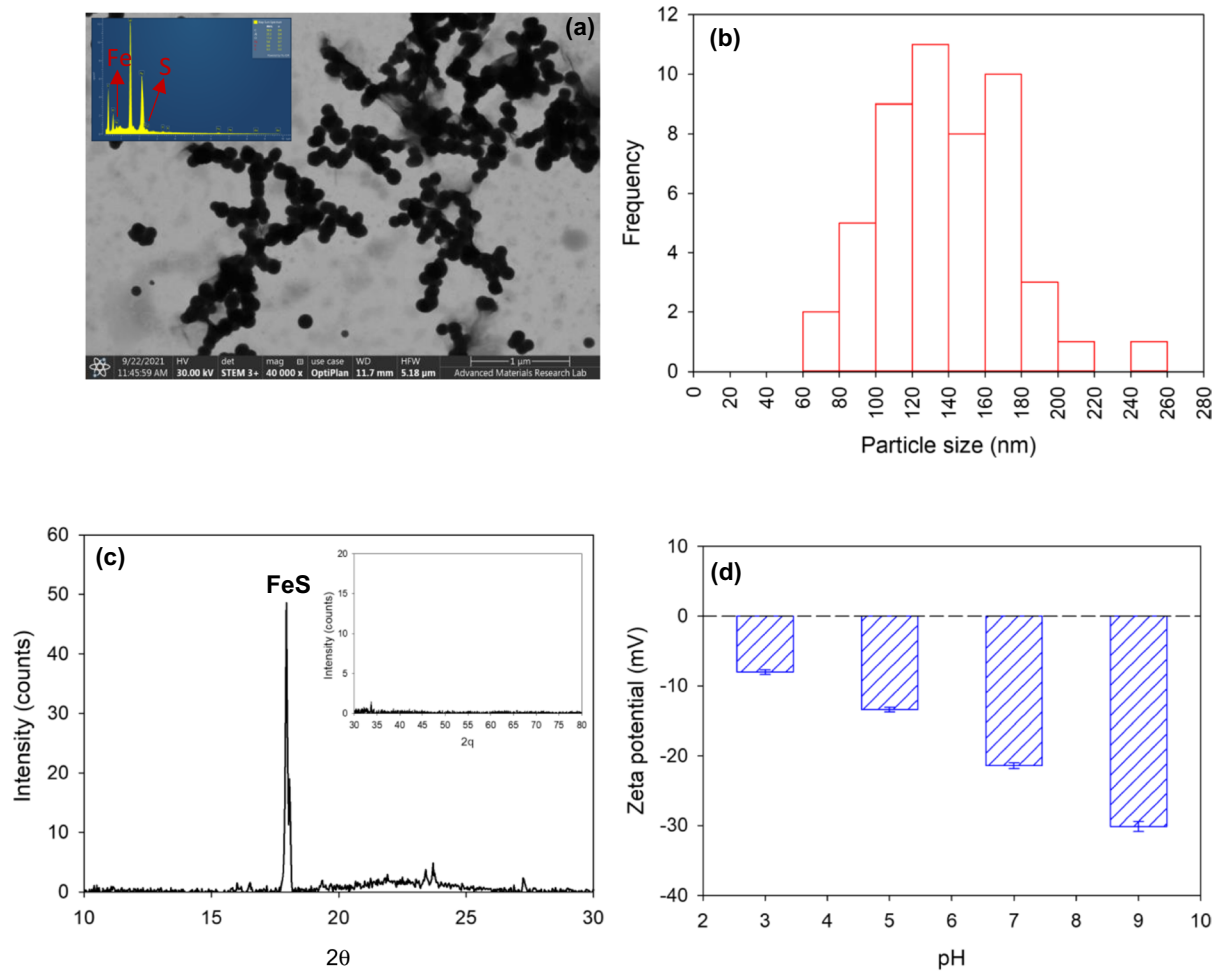 (a)
Fe
S
9/22/2021 HV det mag use case WD HFW 1 µm
11:45:59 AM 30.00 kV STEM 3+ 40 000 x OptiPlan 11.7 mm 5.18 µm Advanced Materials Research Lab
(b)
Frequency
12
10
8
6
4
2
0
0 20 40 60 80 100 120 140 160 180 200 220 240 260 280
Particle size (nm)
(c)
FeS
Intensity (counts)
60
50
40
30
20
10
0
10 15 20 25 30
2θ
Intensity (counts)
20
15
10
5
0
30 35 40 45 50 55 60 65 70 75 80
2q
(d)
Zeta potential (mV)
10
0
-10
-20
-30
-40
2 3 4 5 6 7 8 9 10
pH